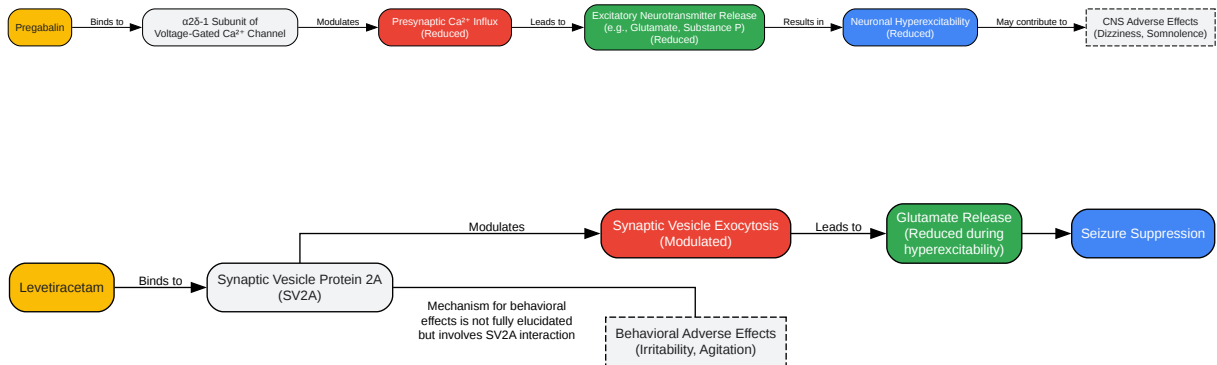 Pregabalin
Binds to
α2δ-1 Subunit of
Voltage-Gated Ca²⁺ Channel
Modulates
Presynaptic Ca²⁺ Influx
(Reduced)
Leads to
Excitatory Neurotransmitter Release
(e.g., Glutamate, Substance P)
(Reduced)
Results in
Neuronal Hyperexcitability
(Reduced)
May contribute to
CNS Adverse Effects
(Dizziness, Somnolence)
Levetiracetam
Binds to
Synaptic Vesicle Protein 2A
(SV2A)
Modulates
Synaptic Vesicle Exocytosis
(Modulated)
Leads to
Glutamate Release
(Reduced during
hyperexcitability)
Seizure Suppression
Mechanism for behavioral
effects is not fully elucidated
but involves SV2A interaction
Behavioral Adverse Effects
(Irritability, Agitation)